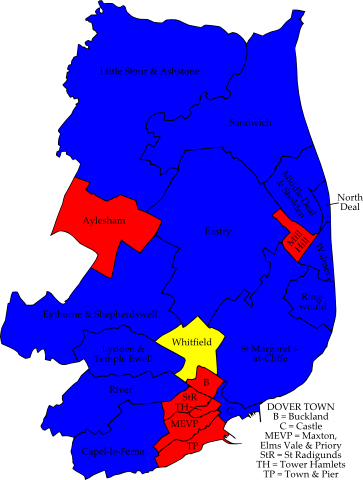 Little Stour & Ashstone
Sandwich
Middle Deal
& Sholden
North
Deal
Aylesham
Eastry
Mill
Hill
Walmer
Ring-
would
Eythorne & Shepherdswell
Whitfield
Lydden &
Temple Ewell
St Margaret's-
at-Cliffe
River
B
StR
TH
C
MEVP
TP
Capel-le-Ferne
DOVER TOWN
B = Buckland
C = Castle
MEVP = Maxton,
Elms Vale & Priory
StR = St Radigunds
TH = Tower Hamlets
TP = Town & Pier